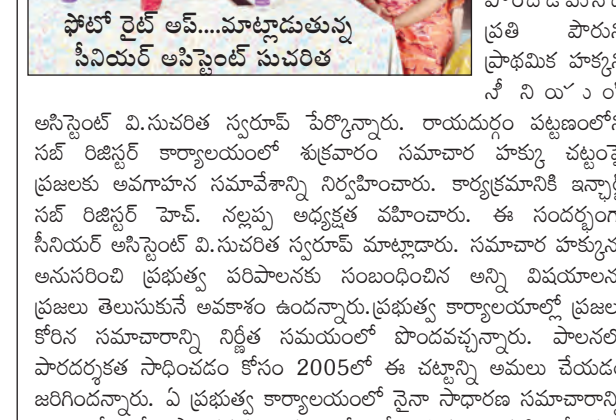 ఫోటో రైట్ అప్....మాట్లాడుతున్న
సీనియర్ అసిస్టెంట్ సుచరిత
ప్రతి పౌరుని
ప్రాథమిక హక్కని
అసిస్టెంట్ వి.సుచరిత స్వరూప్ పేర్కొన్నారు. రాయదుర్గం పట్టణంలోని
సబ్ రిజిస్టర్ కార్యాలయంలో శుక్రవారం సమాచార హక్కు చట్టంపై
ప్రజలకు అవగాహన సమావేశాన్ని నిర్వహించారు. కార్యక్రమానికి ఇన్చార్జ్
సబ్ రిజిస్టర్ హెచ్. నల్లప్ప అధ్యక్షత వహించారు. ఈ సందర్భంగా
సీనియర్ అసిస్టెంట్ వి.సుచరిత స్వరూప్ మాట్లాడారు. సమాచార హక్కును
అనుసరించి ప్రభుత్వ పరిపాలనకు సంబంధించిన అన్ని విషయాలను
ప్రజలు తెలుసుకునే అవకాశం ఉందన్నారు.ప్రభుత్వ కార్యాలయాల్లో ప్రజలు
కోరిన సమాచారాన్ని నిర్ణీత సమయంలో పొందవచ్చన్నారు. పాలనలో
పారదర్శకత సాధించడం కోసం 2005లో ఈ చట్టాన్ని అమలు చేయడం
జరిగిందన్నారు. ఏ ప్రభుత్వ కార్యాలయంలో నైనా సాధారణ సమాచారాన్ని